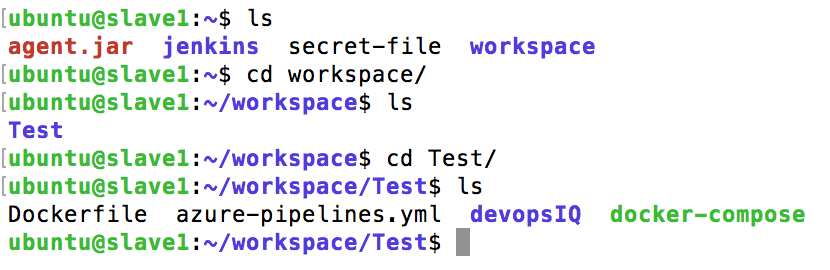 [ubuntu@slave1:~$ ls
agent.jar  jenkins  secret-file  workspace
[ubuntu@slave1:~$ cd workspace/
[ubuntu@slave1:~/workspace$ ls
Test
[ubuntu@slave1:~/workspace$ cd Test/
[ubuntu@slave1:~/workspace/Test$ ls
Dockerfile  azure-pipelines.yml  devopsIQ  docker-compose
ubuntu@slave1:~/workspace/Test$